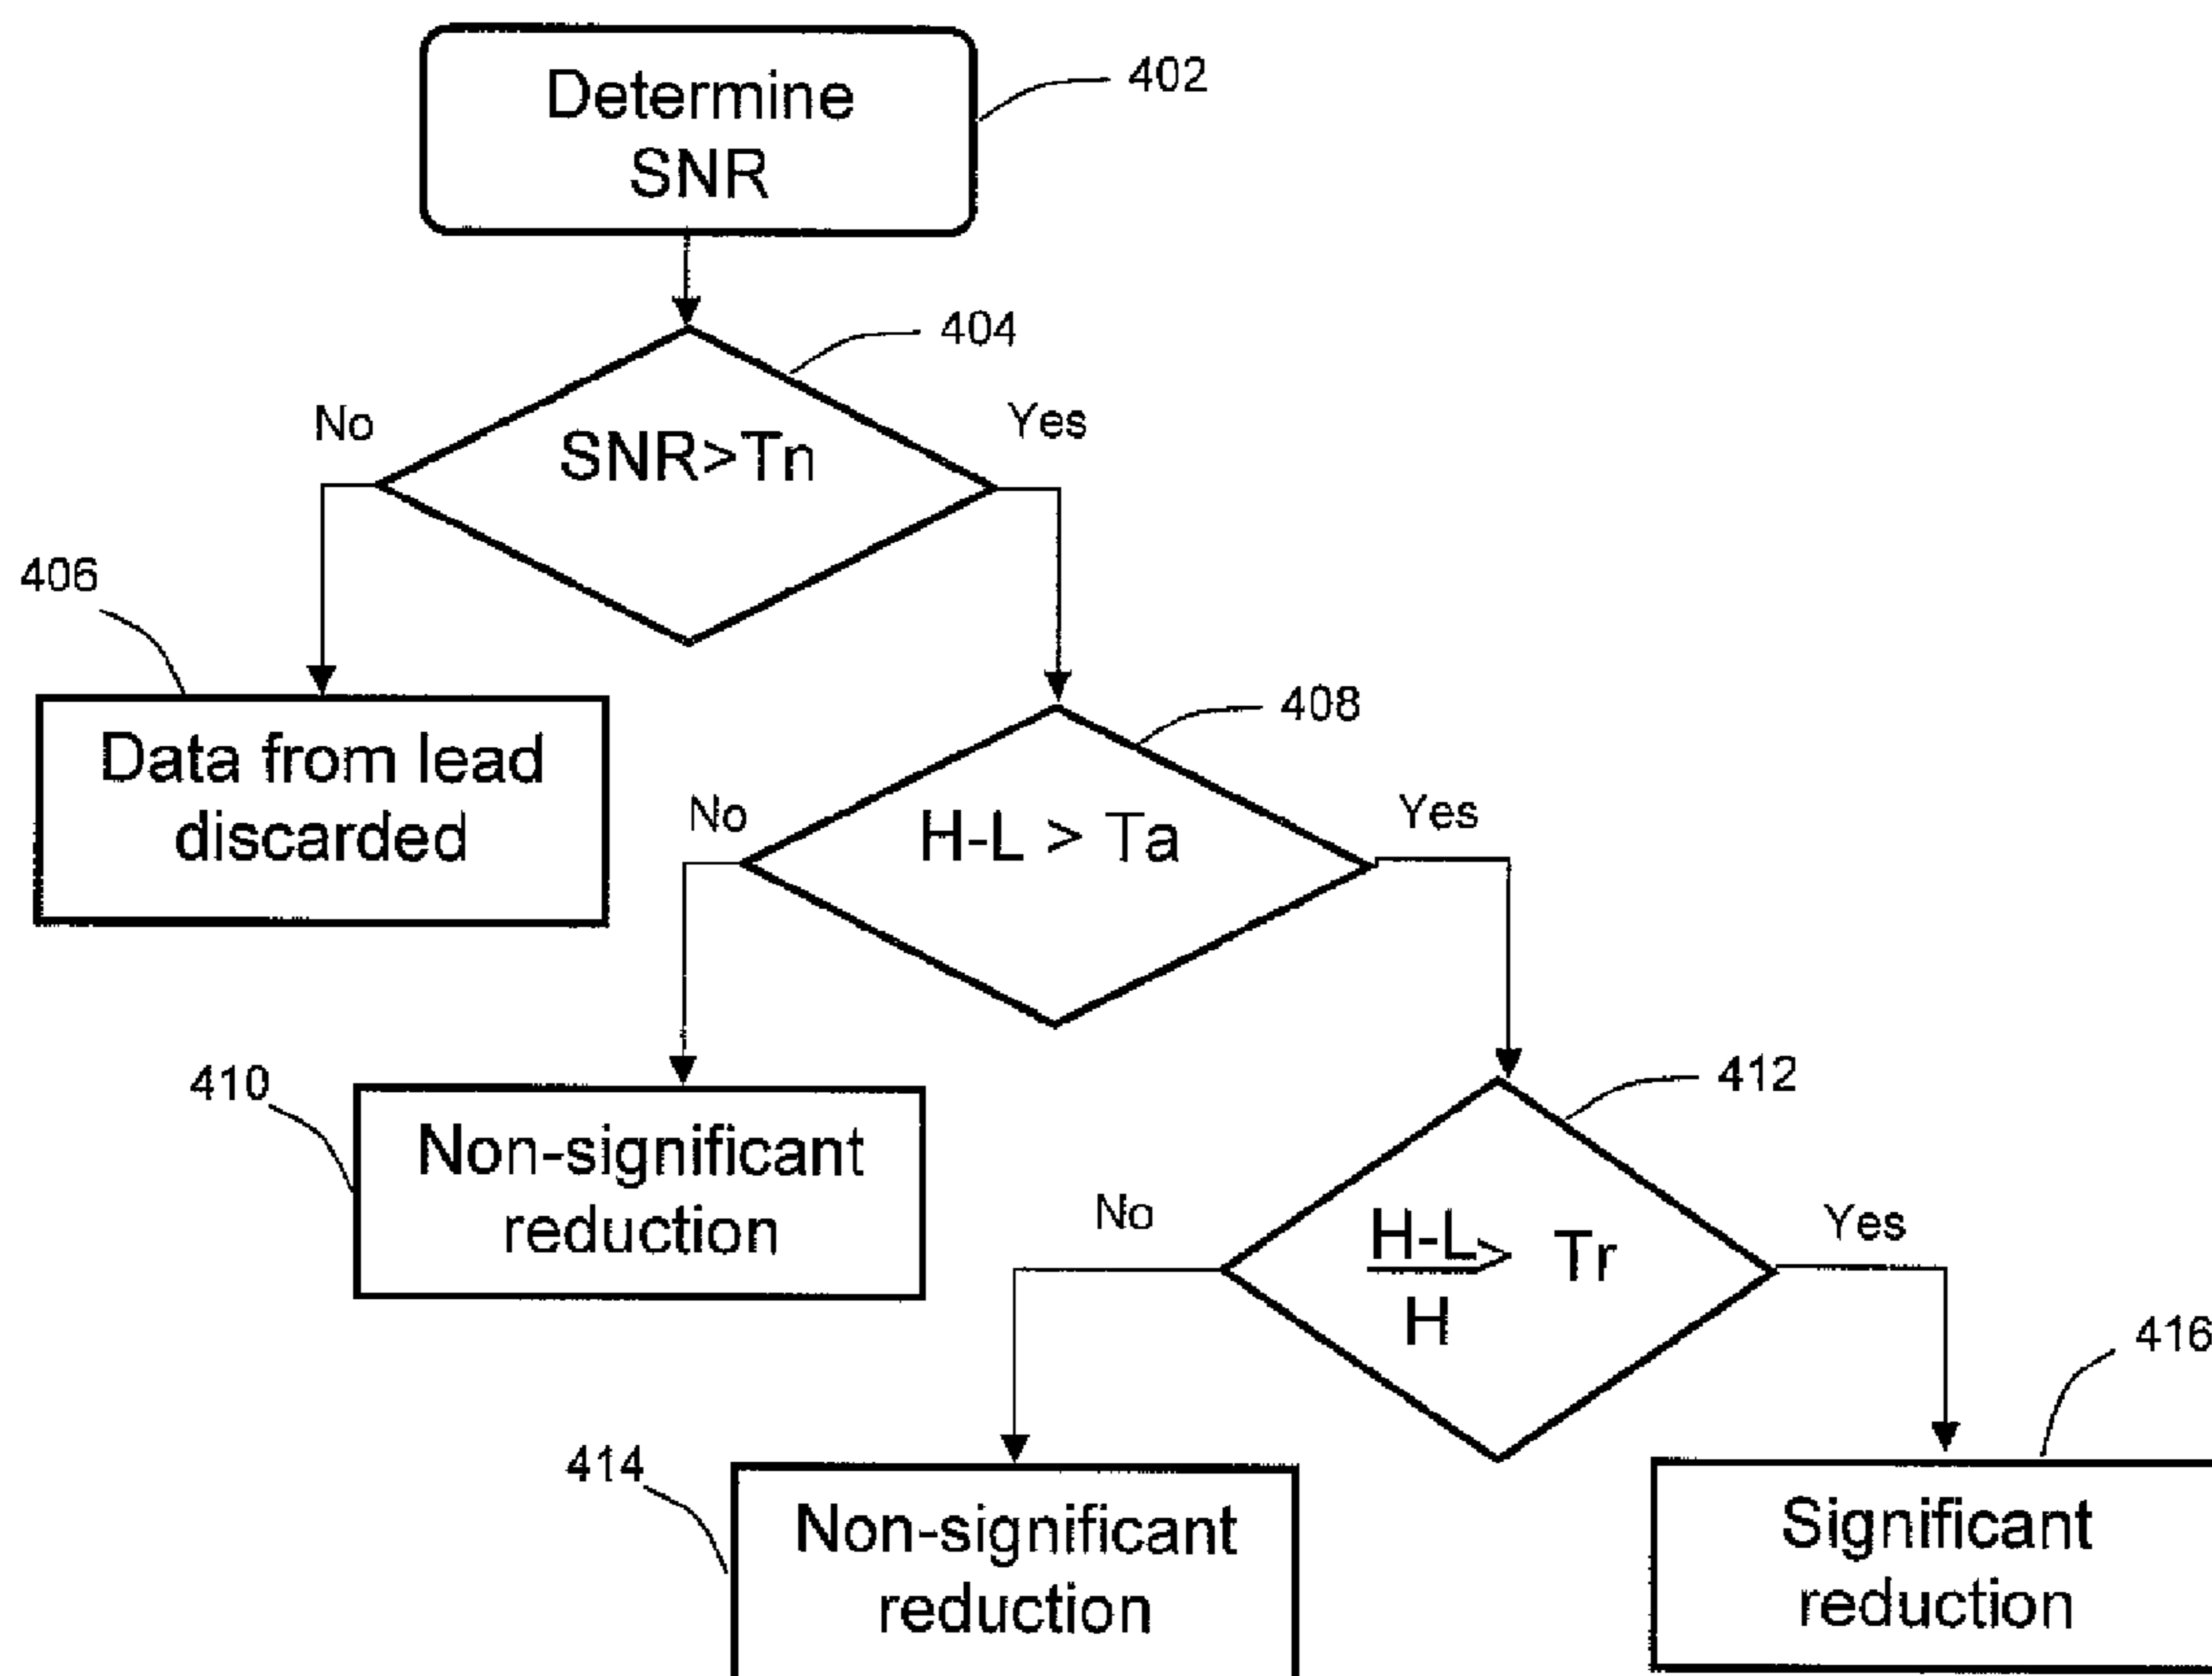 Determine
SNR
402
404
No
Yes
SNR>Tn
406
Data from lead
discarded
408
No
Yes
H-L > Ta
410
Non-significant
reduction
412
No
Yes
H-L > Tr
H
414
Non-significant
reduction
416
Significant
reduction